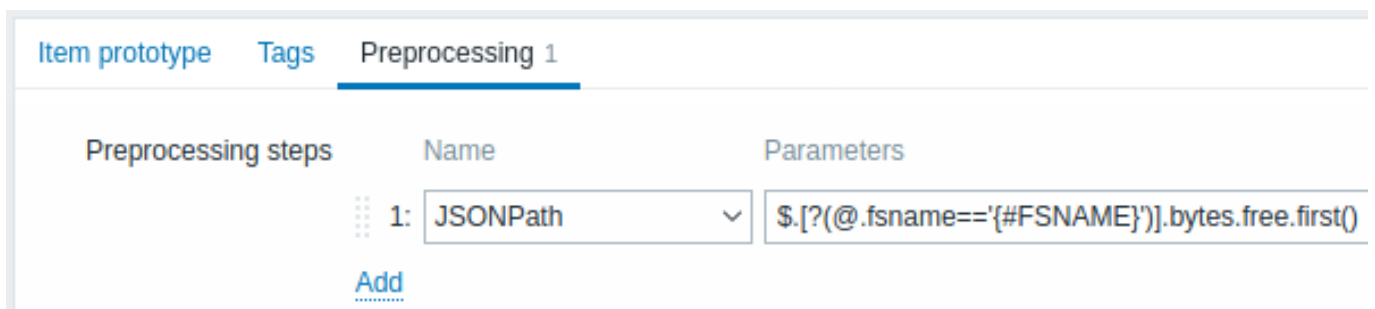 Item prototype Tags Preprocessing 1
Preprocessing steps Name Parameters
1: JSONPath $.[?(@.fsname=='{#FSNAME}')].bytes.free.first()
Add